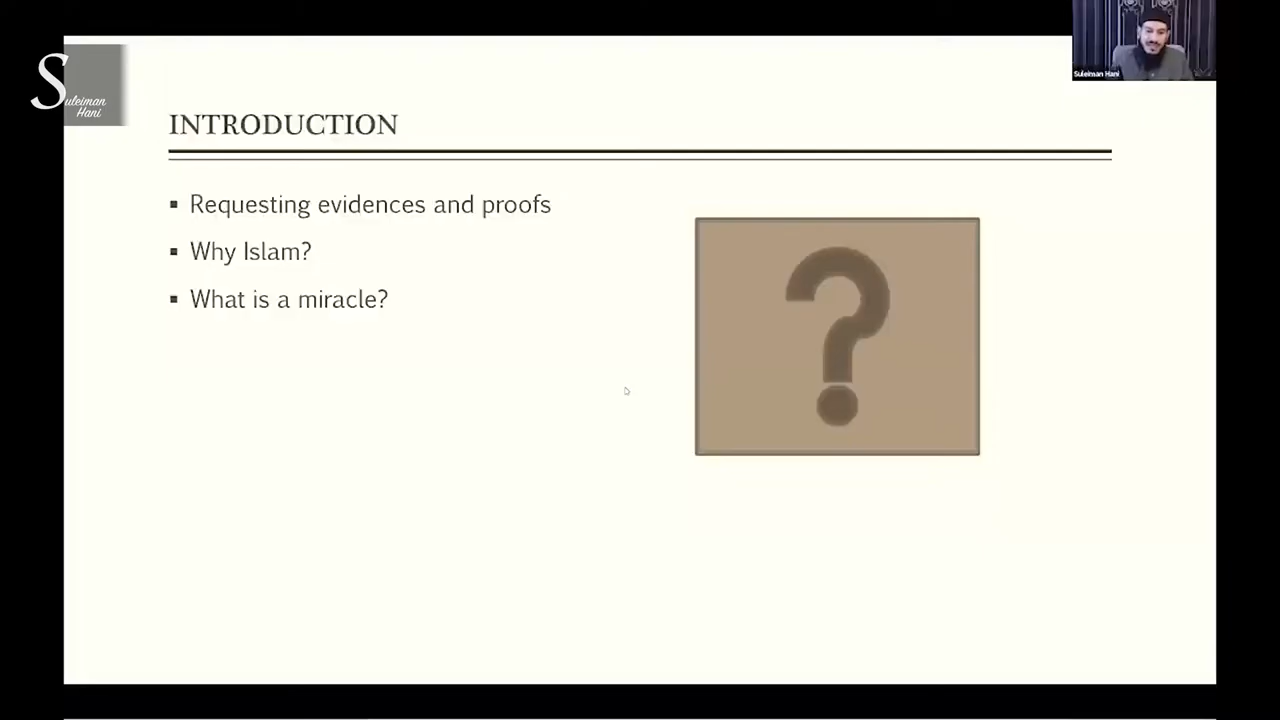 Suleiman
Hani
Suleiman Hani
INTRODUCTION
▪ Requesting evidences and proofs
▪ Why Islam?
▪ What is a miracle?
?